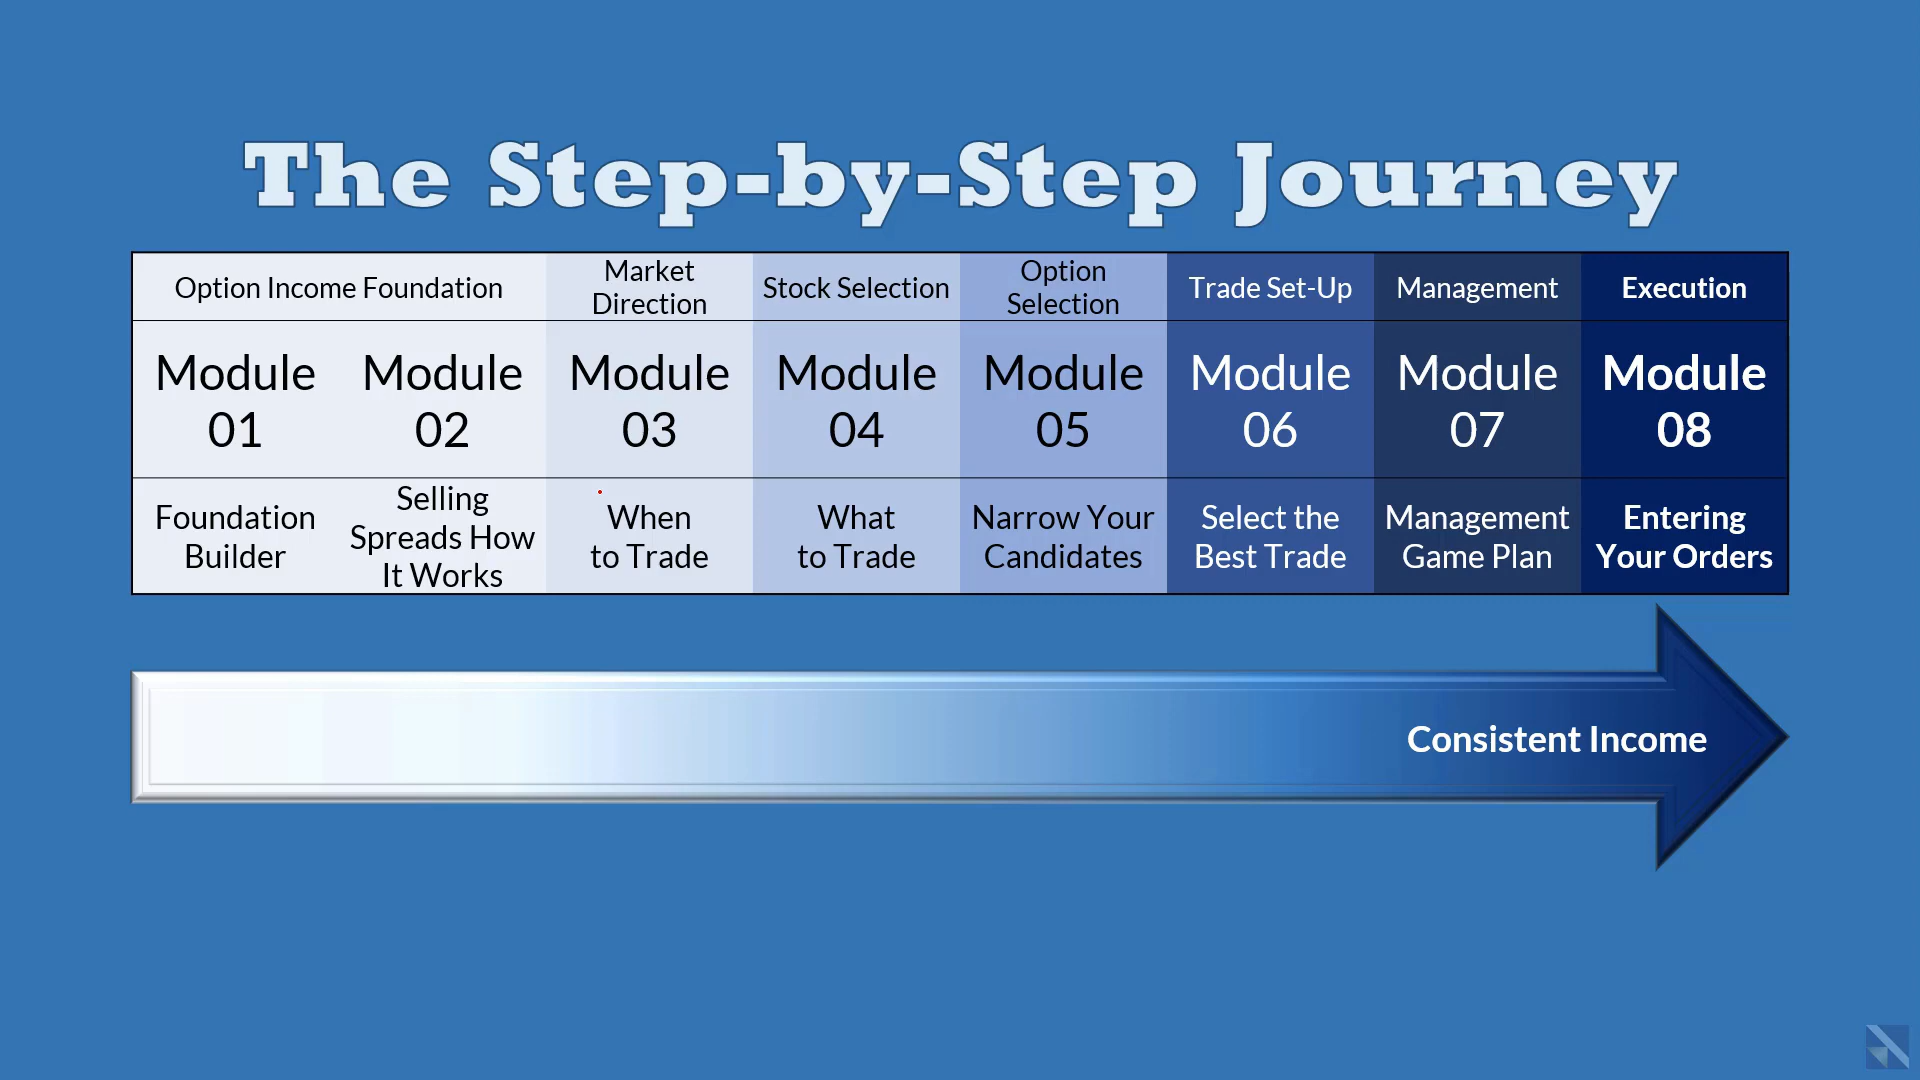 The Step-by-Step Journey
Option Income Foundation
Market
Direction
Stock Selection
Option
Selection
Trade Set-Up
Management
Execution
Module
01
Module
02
Module
03
Module
04
Module
05
Module
06
Module
07
Module
08
Foundation
Builder
Selling
Spreads How
It Works
When
to Trade
What
to Trade
Narrow Your
Candidates
Select the
Best Trade
Management
Game Plan
Entering
Your Orders
Consistent Income